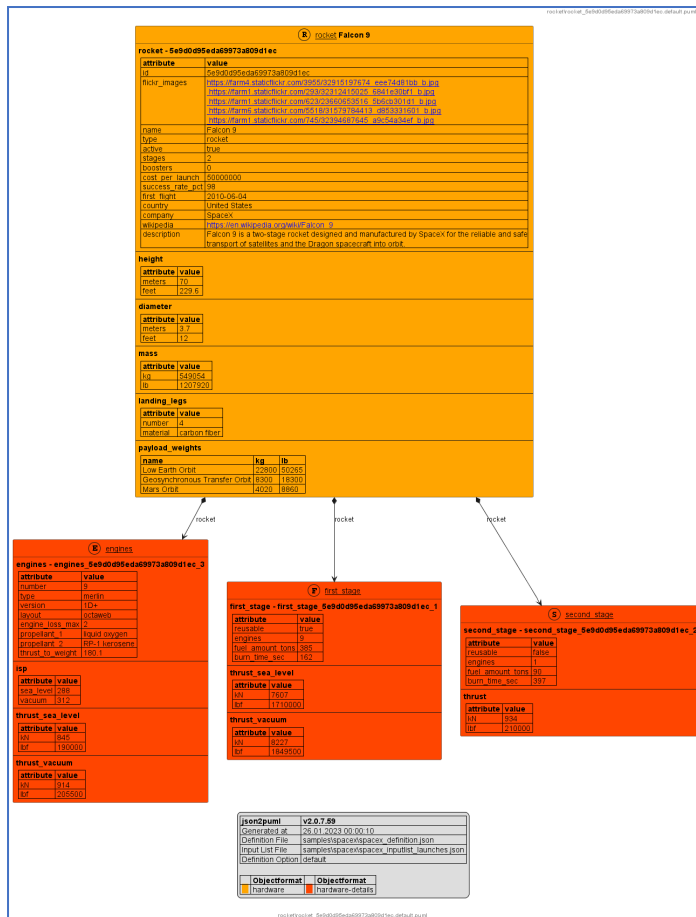 rocket/rocket_5e9d0d95eda69973a809d1ec.default.puml
R rocket Falcon 9
rocket - 5e9d0d95eda69973a809d1ec
attribute value
id 5e9d0d95eda69973a809d1ec
flickr_images https://farm4.staticflickr.com/3955/32915197674_eee74d81bb_b.jpg
https://farm1.staticflickr.com/293/32312415025_6841e30bf1_b.jpg
https://farm1.staticflickr.com/623/23660653516_5b6cb301d1_b.jpg
https://farm6.staticflickr.com/5518/31579784413_d853331601_b.jpg
https://farm1.staticflickr.com/745/32394687645_a9c54a34ef_b.jpg
name Falcon 9
type rocket
active true
stages 2
boosters 0
cost_per_launch 50000000
success_rate_pct 98
first_flight 2010-06-04
country United States
company SpaceX
wikipedia https://en.wikipedia.org/wiki/Falcon_9
description Falcon 9 is a two-stage rocket designed and manufactured by SpaceX for the reliable and safe
transport of satellites and the Dragon spacecraft into orbit.
height
attribute value
meters 70
feet 229.6
diameter
attribute value
meters 3.7
feet 12
mass
attribute value
kg 549054
lb 1207920
landing_legs
attribute value
number 4
material carbon fiber
payload_weights
name kg lb
Low Earth Orbit 22800 50265
Geosynchronous Transfer Orbit 8300 18300
Mars Orbit 4020 8860
rocket rocket rocket
E engines
engines - engines_5e9d0d95eda69973a809d1ec_3
attribute value
number 9
type merlin
version 1D+
layout octaweb
engine_loss_max 2
propellant_1 liquid oxygen
propellant_2 RP-1 kerosene
thrust_to_weight 180.1
isp
attribute value
sea_level 288
vacuum 312
thrust_sea_level
attribute value
kN 845
lbf 190000
thrust_vacuum
attribute value
kN 914
lbf 205500
F first_stage
first_stage - first_stage_5e9d0d95eda69973a809d1ec_1
attribute value
reusable true
engines 9
fuel_amount_tons 385
burn_time_sec 162
thrust_sea_level
attribute value
kN 7607
lbf 1710000
thrust_vacuum
attribute value
kN 8227
lbf 1849500
S second_stage
second_stage - second_stage_5e9d0d95eda69973a809d1ec_2
attribute value
reusable false
engines 1
fuel_amount_tons 90
burn_time_sec 397
thrust
attribute value
kN 934
lbf 210000
json2puml v2.0.7.59
Generated at 26.01.2023 00:00:10
Definition File samples\spacex\spacex_definition.json
Input List File samples\spacex\spacex_inputlist_launches.json
Definition Option default
Objectformat Objectformat
hardware hardware-details
rocket/rocket_5e9d0d95eda69973a809d1ec.default.puml